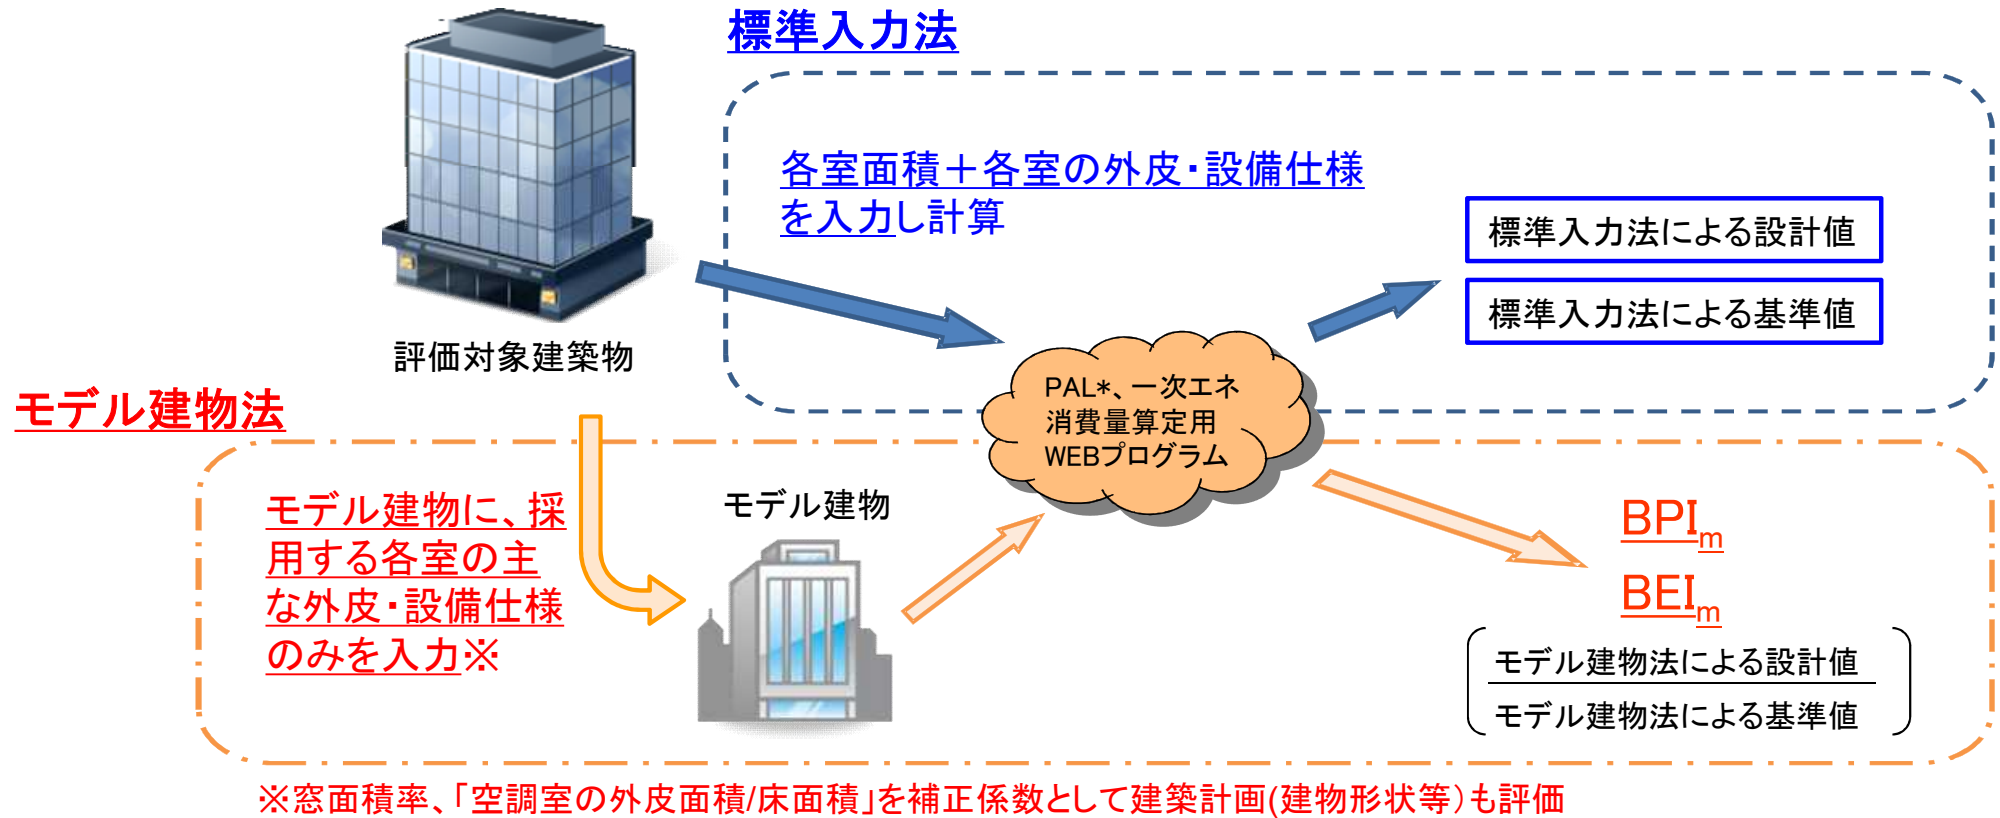 標準入力法
各室面積＋各室の外皮・設備仕様
を入力し計算
標準入力法による設計値
標準入力法による基準値
評価対象建築物
PAL*、一次エネ
消費量算定用
WEBプログラム
モデル建物法
モデル建物に、採
用する各室の主
な外皮・設備仕様
のみを入力※
モデル建物
BPIm
BEIm
モデル建物法による設計値
モデル建物法による基準値
※窓面積率、「空調室の外皮面積/床面積」を補正係数として建築計画(建物形状等）も評価